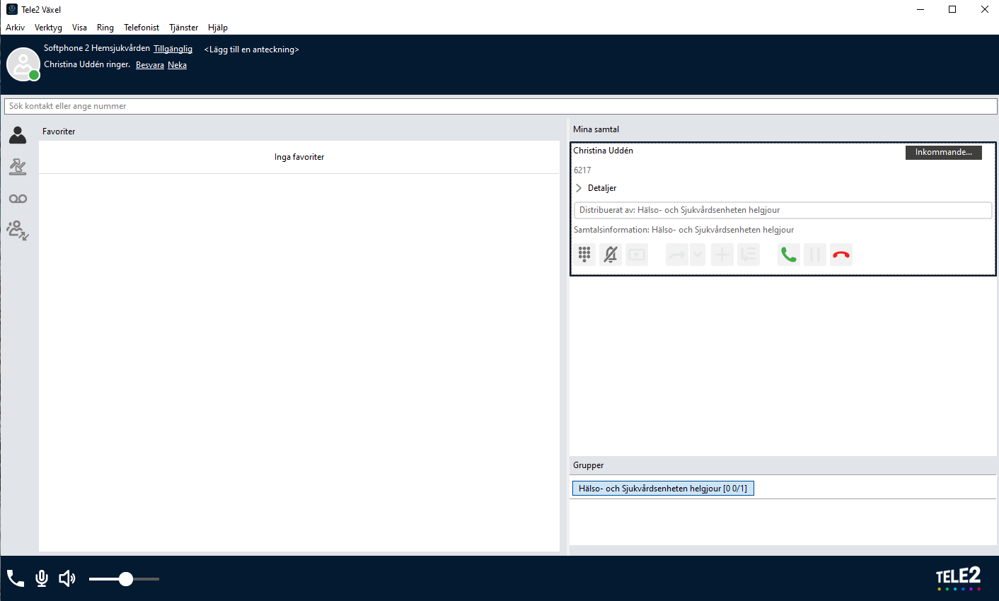 Tele2 Växel
Arkiv Verktyg Visa Ring Telefonist Tjänster Hjälp
Softphone 2 Hemsjukvården Tillgänglig <Lägg till en anteckning>
Christina Uddén ringer. Besvara Neka
Sök kontakt eller ange nummer
Favoriter
Inga favoriter
Mina samtal
Christina Uddén Inkommande...
6217
Detaljer
Distribuerat av: Hälso- och Sjukvårdsenheten helgjour
Samtalsinformation: Hälso- och Sjukvårdsenheten helgjour
Grupper
Hälso- och Sjukvårdsenheten helgjour [0 0/1]
TELE2